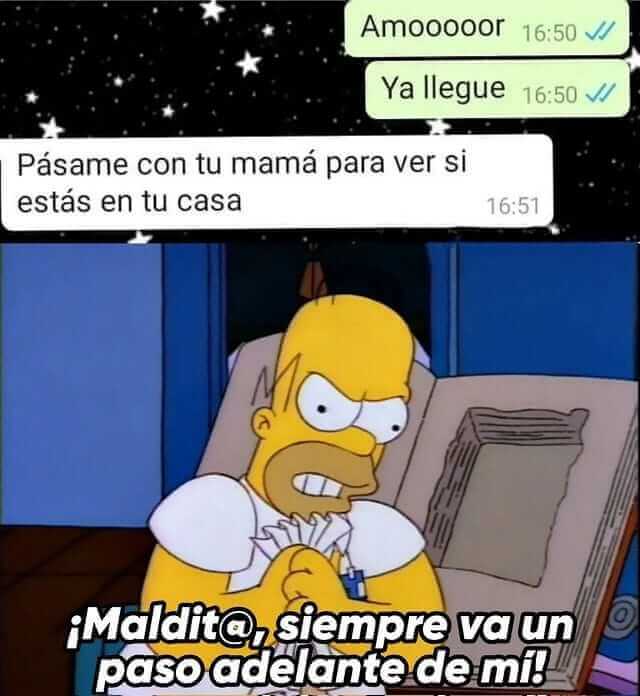 Amooooor 16:50
Ya llegue 16:50
Pásame con tu mamá para ver si
estás en tu casa 16:51
¡Maldit@, siempre va un
paso adelante de mí!